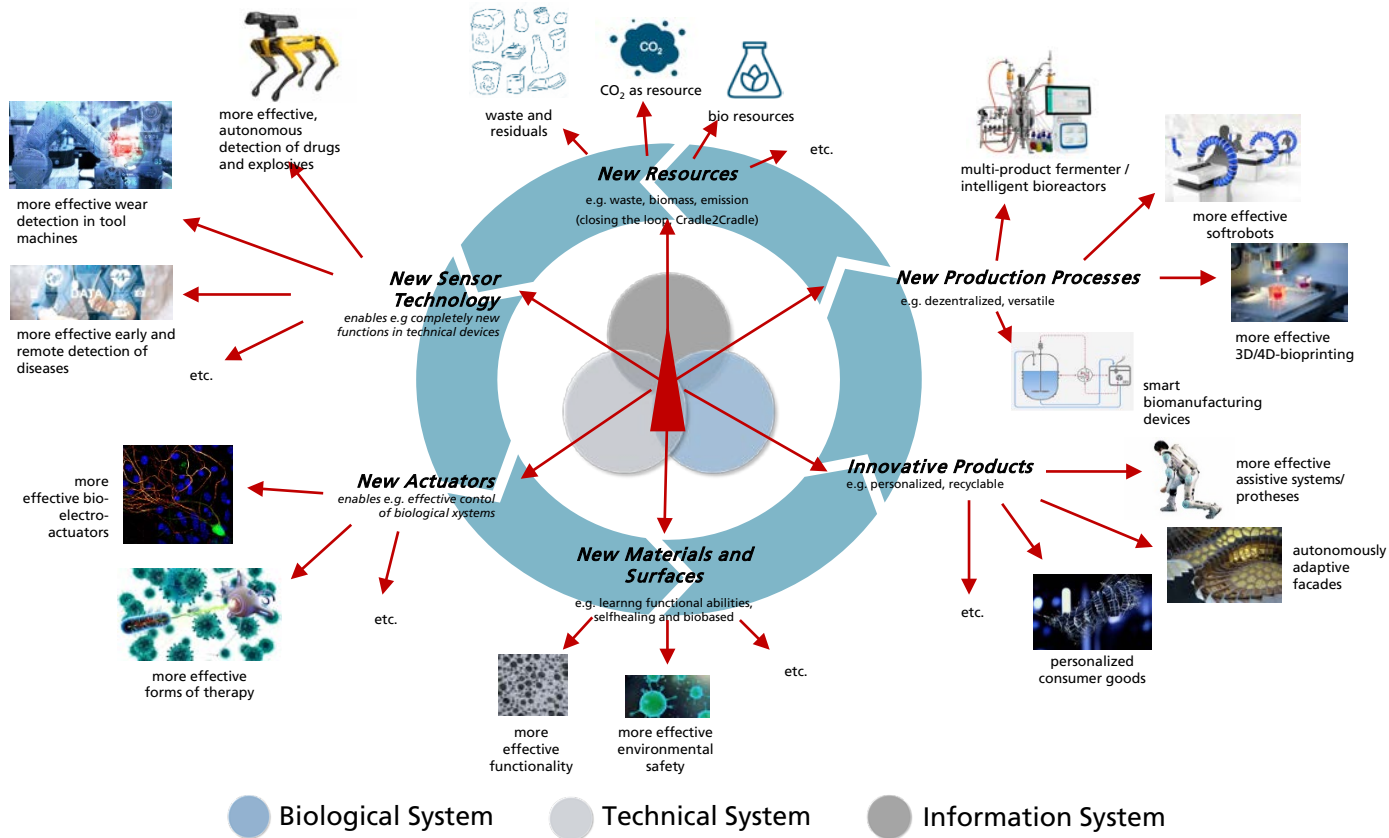 CO2
CO2 as resource
waste and
residuals
bio resources
etc.
more effective,
autonomous
detection of drugs
and explosives
more effective wear
detection in tool
machines
DATA
more effective early and
remote detection of
diseases
etc.
New Sensor
Technology
enables e.g completely new
functions in technical devices
New Resources
e.g. waste, biomass, emission
(closing the loop, Cradle2Cradle)
multi-product fermenter /
intelligent bioreactors
more effective
softrobots
New Production Processes
e.g. dezentralized, versatile
more effective
3D/4D-bioprinting
smart
biomanufacturing
devices
New Actuators
enables e.g. effective contol
of biological xystems
more
effective bio-
electro-
actuators
more effective
forms of therapy
etc.
Innovative Products
e.g. personalized, recyclable
more effective
assistive systems/
protheses
autonomously
adaptive
facades
personalized
consumer goods
etc.
New Materials and
Surfaces
e.g. learnng functional abilities,
selfhealing and biobased
more
effective
functionality
more effective
environmental
safety
etc.
Biological System
Technical System
Information System